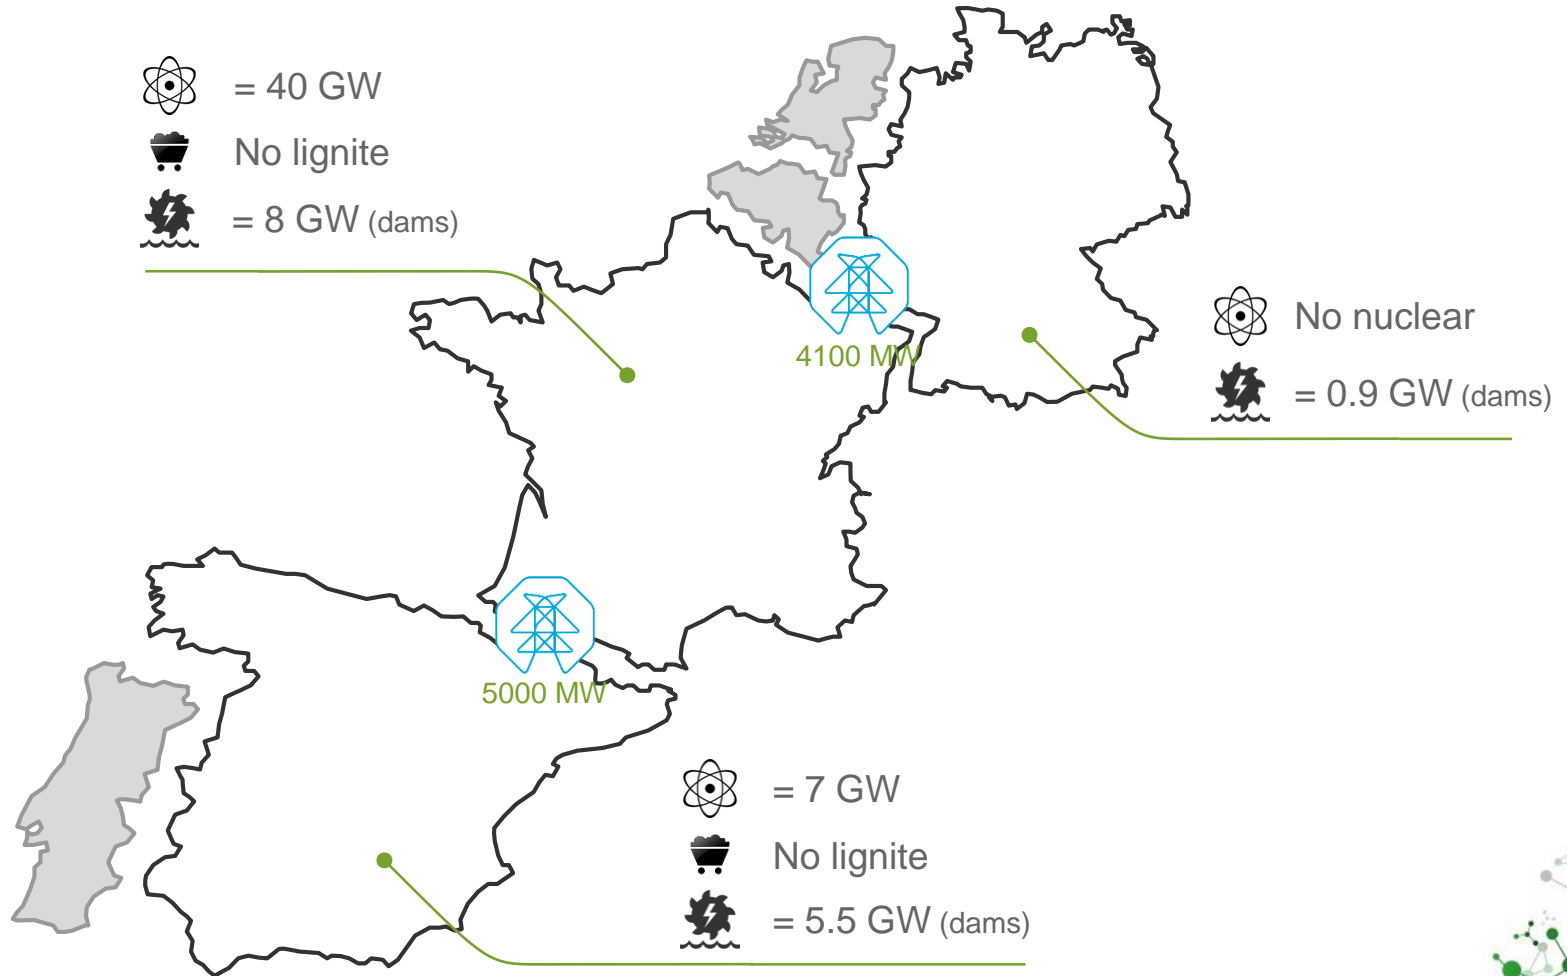 = 40 GW
No lignite
= 8 GW (dams)
4100 MW
No nuclear
= 0.9 GW (dams)
5000 MW
= 7 GW
No lignite
= 5.5 GW (dams)